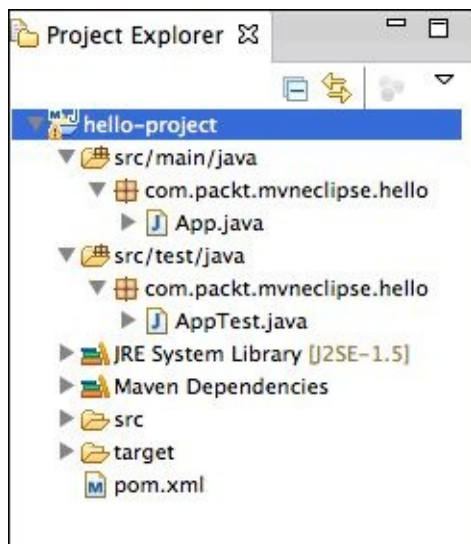 Project Explorer
hello-project
src/main/java
com.packt.mvneclipse.hello
App.java
src/test/java
com.packt.mvneclipse.hello
AppTest.java
JRE System Library [J2SE-1.5]
Maven Dependencies
src
target
pom.xml